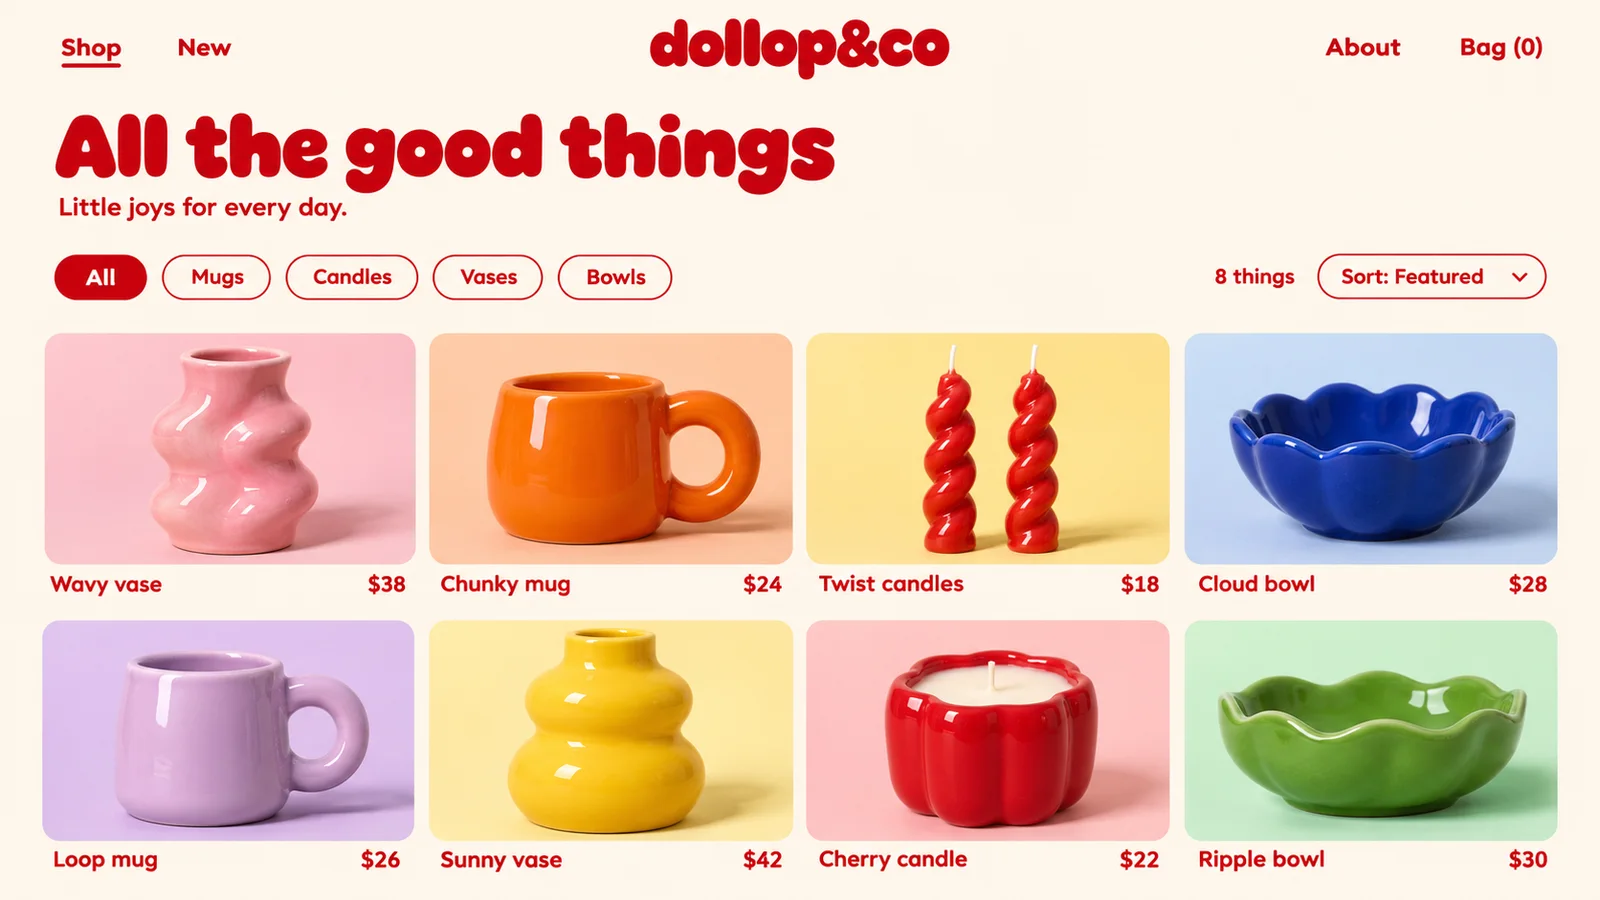 Shop New dollop&co About Bag (0)
All the good things
Little joys for every day.
All Mugs Candles Vases Bowls 8 things Sort: Featured
Wavy vase $38 Chunky mug $24 Twist candles $18 Cloud bowl $28
Loop mug $26 Sunny vase $42 Cherry candle $22 Ripple bowl $30